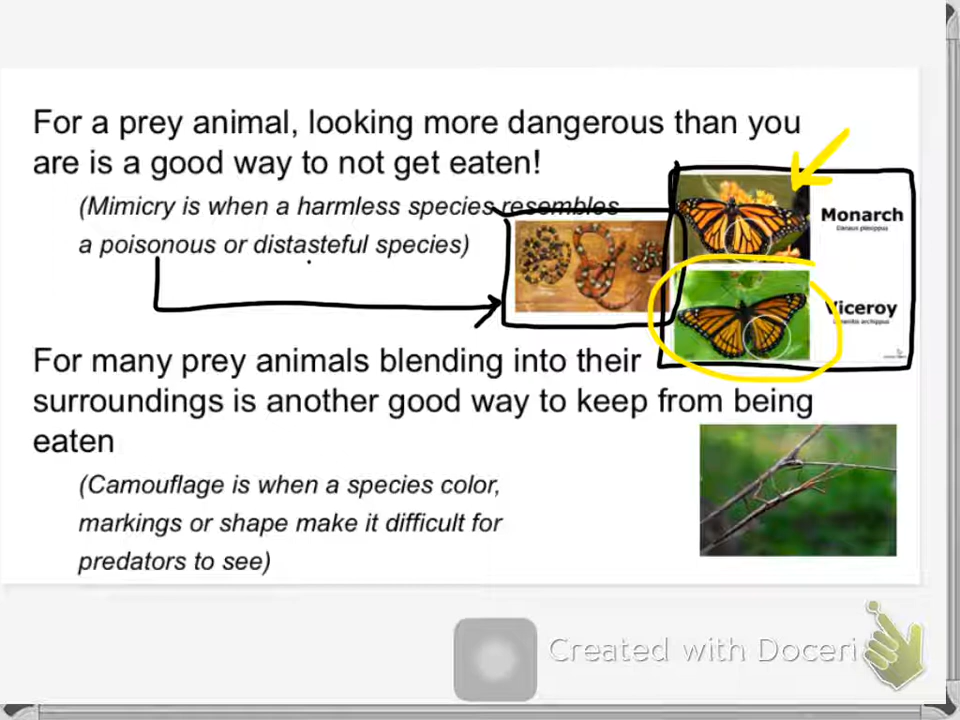 For a prey animal, looking more dangerous than you
are is a good way to not get eaten!
(Mimicry is when a harmless species resembles
a poisonous or distasteful species)
Monarch
Viceroy
For many prey animals blending into their
surroundings is another good way to keep from being
eaten
(Camouflage is when a species color,
markings or shape make it difficult for
predators to see)
Created with Doceri